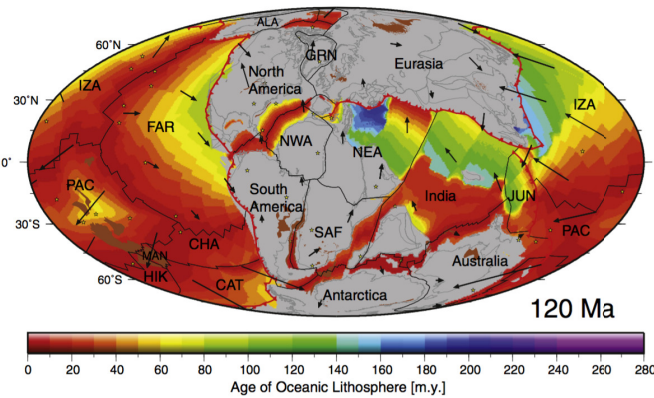 ALA
60°N
GRN
Eurasia
North
America
IZA
30°N
IZA
FAR
NWA
NEA
0°
PAC
South
America
India
JUN
30°S
SAF
PAC
CHA
MAN
Australia
HIK
60°S
CAT
Antarctica
120 Ma
0 20 40 60 80 100 120 140 160 180 200 220 240 260 280
Age of Oceanic Lithosphere [m.y.]